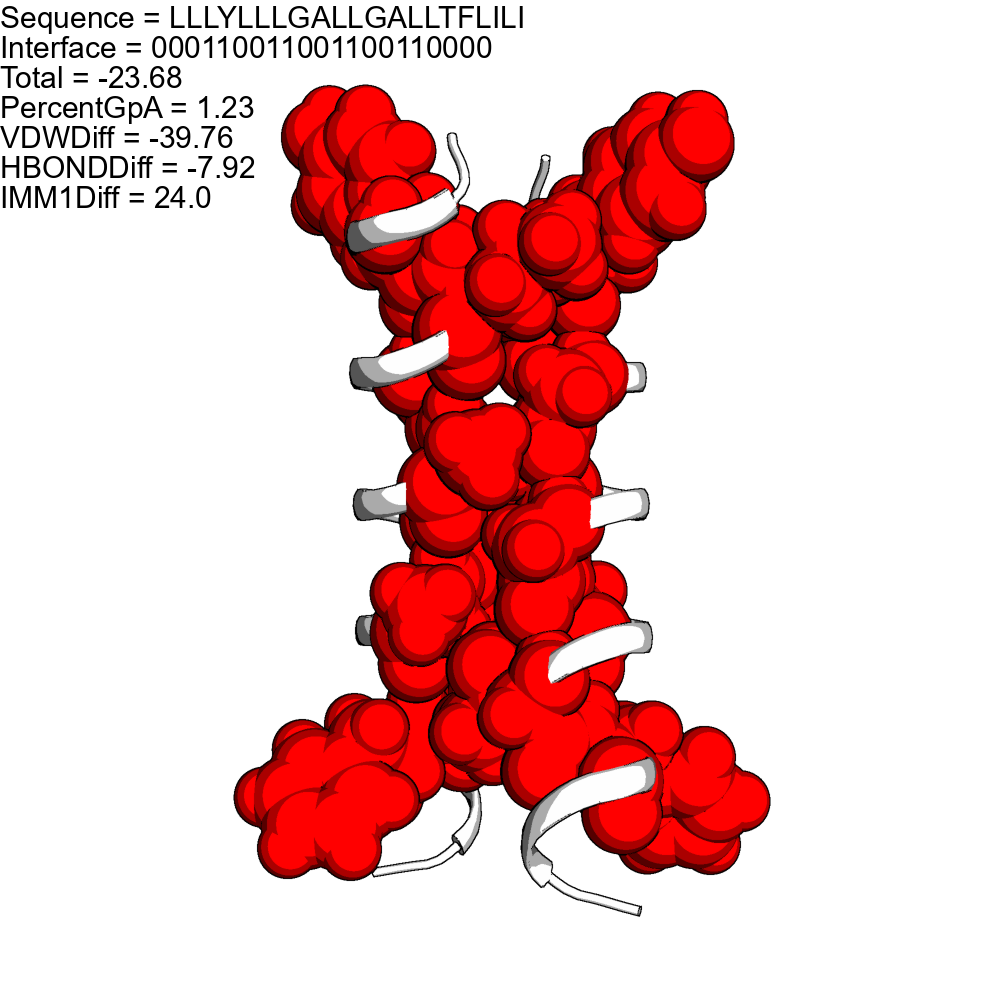 Sequence = LLLYLLLGALLGALLTFLILI
Interface = 000110011001100110000
Total = -23.68
PercentGpA = 1.23
VDWDiff = -39.76
HBONDDiff = -7.92
IMM1Diff = 24.0